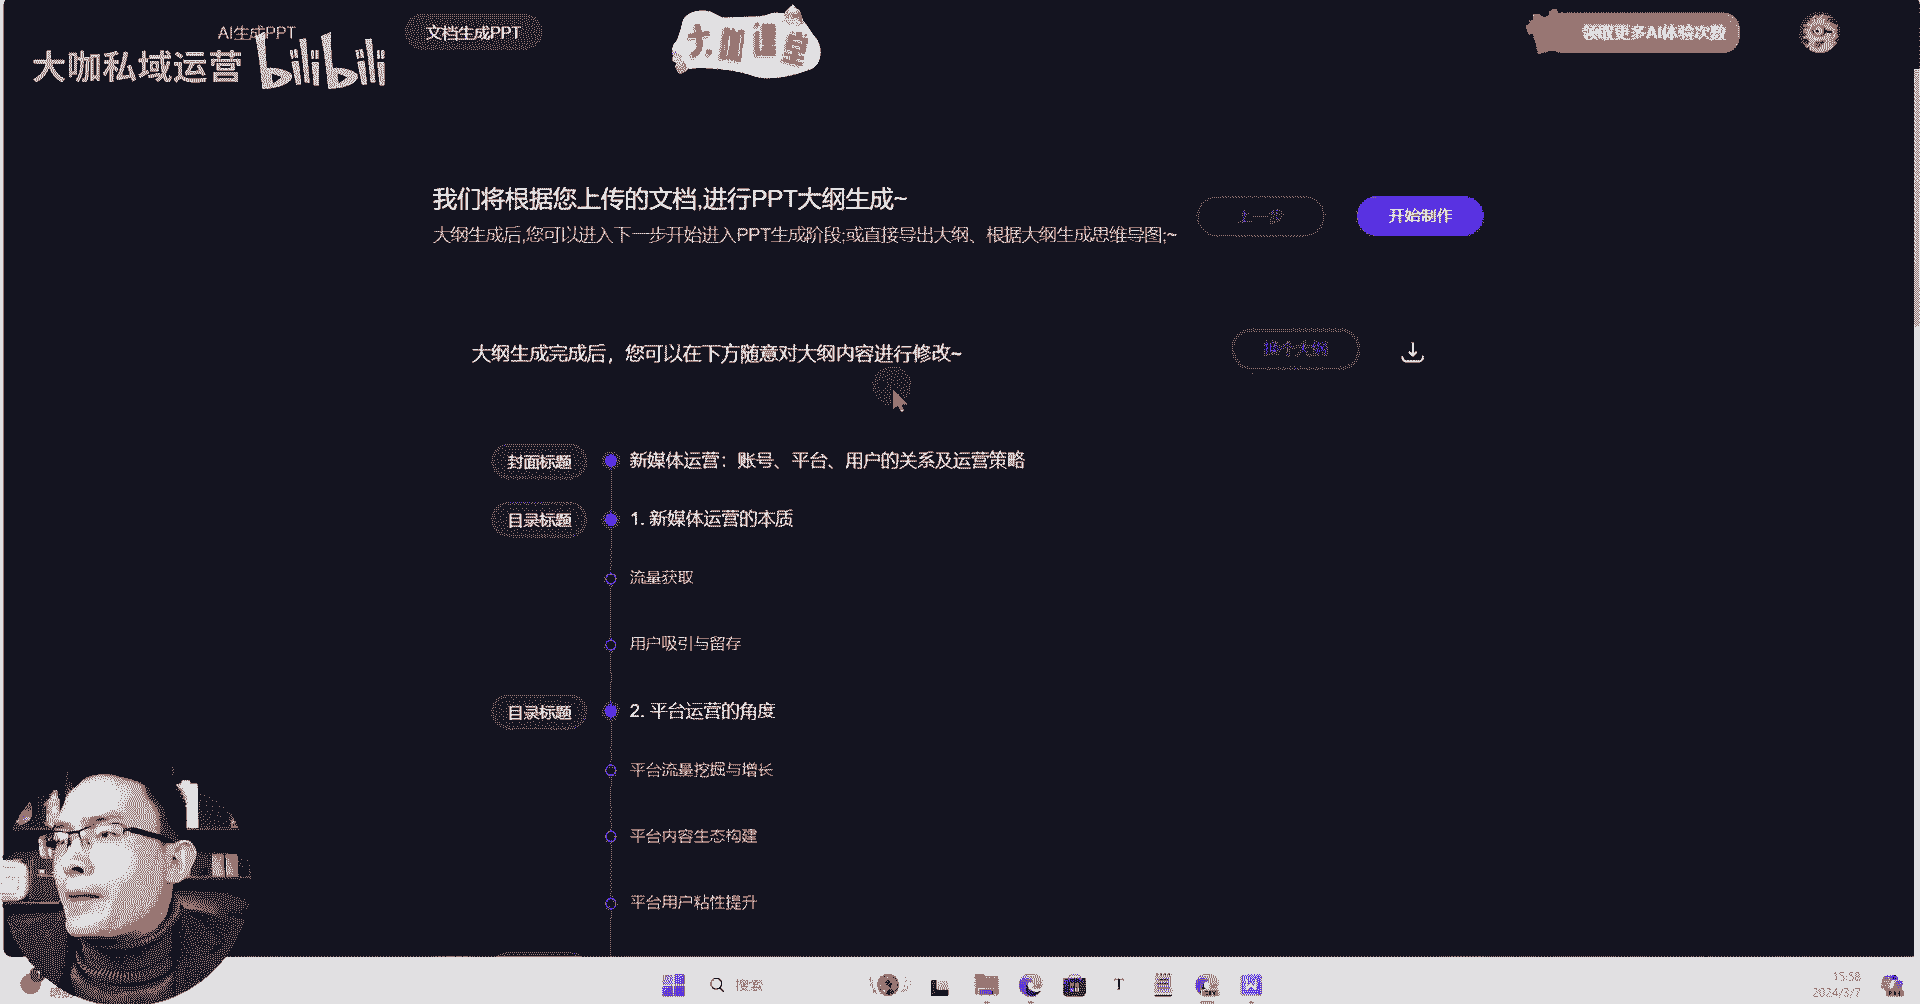 AI生成PPT
文档生成PPT
大咖课堂
领取更多AI体验次数
大咖私域运营 bilibili
我们将根据您上传的文档,进行PPT大纲生成~
上一步
开始制作
大纲生成后,您可以进入下一步开始进入PPT生成阶段;或直接导出大纲、根据大纲生成思维导图;~
大纲生成完成后，您可以在下方随意对大纲内容进行修改~
换个大纲
封面标题
新媒体运营：账号、平台、用户的关系及运营策略
目录标题
1. 新媒体运营的本质
流量获取
用户吸引与留存
目录标题
2. 平台运营的角度
平台流量挖掘与增长
平台内容生态构建
平台用户粘性提升
搜索
15:58
2024/3/7